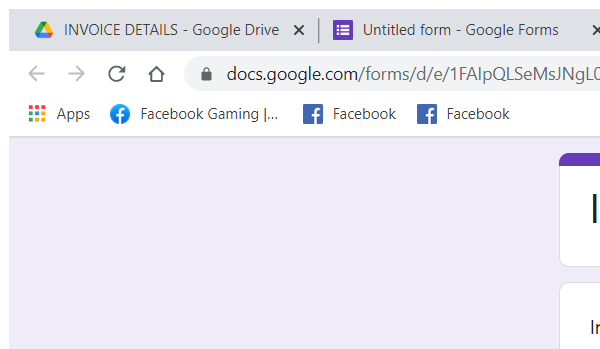 INVOICE DETAILS - Google Drive Untitled form - Google Forms
docs.google.com/forms/d/e/1FAIpQLSeMsJNgL
Apps Facebook Gaming |... Facebook Facebook